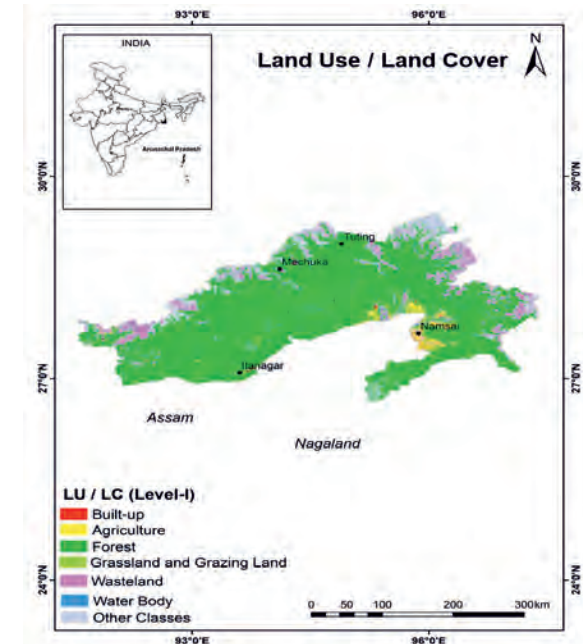 93°0'E 96°0'E
INDIA
Arunachal Pradesh
Land Use / Land Cover
N
30°0'N 30°0'N
Tuting
Mechuka
Namsai
Itanagar
27°0'N 27°0'N
Assam
Nagaland
LU / LC (Level-I)
Built-up
Agriculture
Forest
Grassland and Grazing Land
Wasteland
Water Body
Other Classes
24°0'N 24°0'N
0 50 100 200 300km
93°0'E 96°0'E